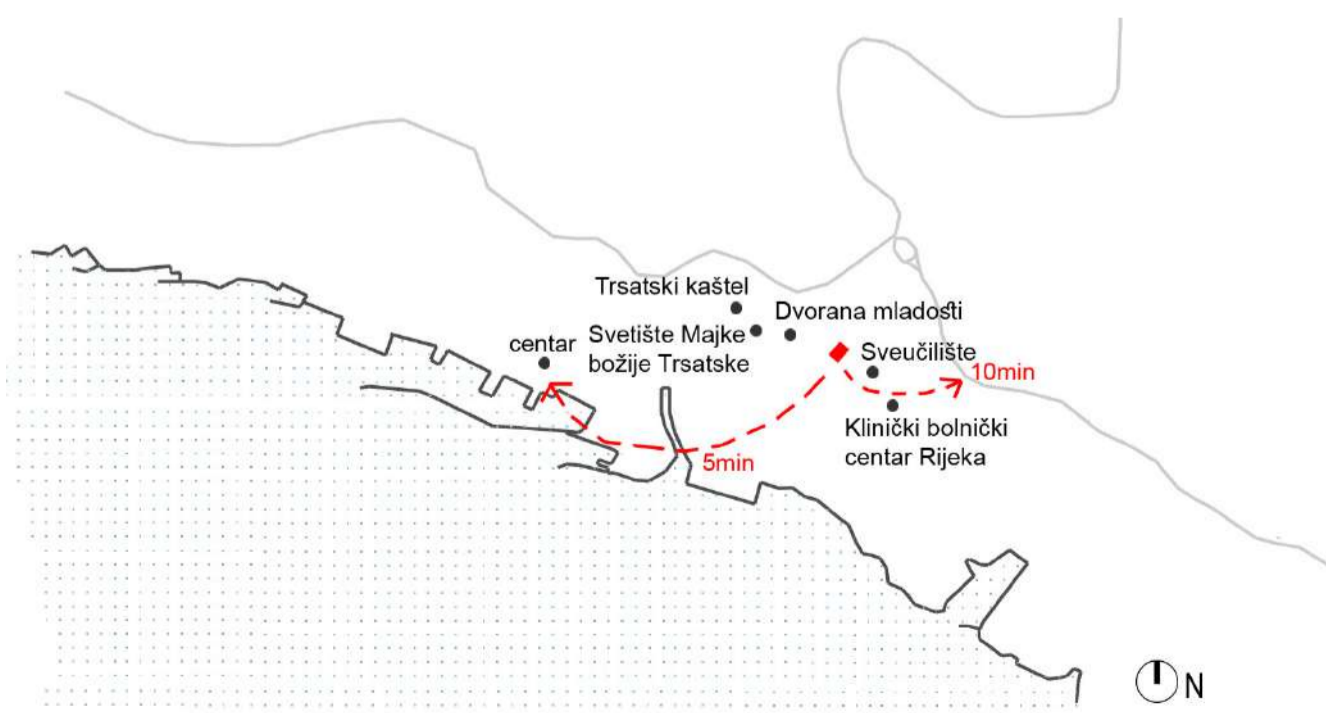 Trsatski kaštel
Dvorana mladosti
centar
Svetište Majke
božije Trsatske
Sveučilište
10min
Klinički bolnički
centar Rijeka
5min
N